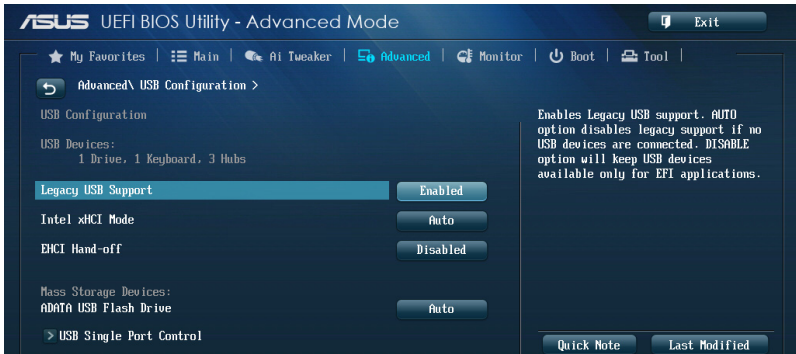 ASUS UEFI BIOS Utility - Advanced Mode
Exit
My Favorites | Main | Ai Tweaker | Advanced | Monitor | Boot | Tool |
Advanced\ USB Configuration >
USB Configuration
USB Devices:
1 Drive, 1 Keyboard, 3 Hubs
Legacy USB Support Enabled
Intel xHCI Mode Auto
EHCI Hand-off Disabled
Mass Storage Devices:
ADATA USB Flash Drive Auto
> USB Single Port Control
Enables Legacy USB support. AUTO
option disables legacy support if no
USB devices are connected. DISABLE
option will keep USB devices
available only for EFI applications.
Quick Note Last Modified